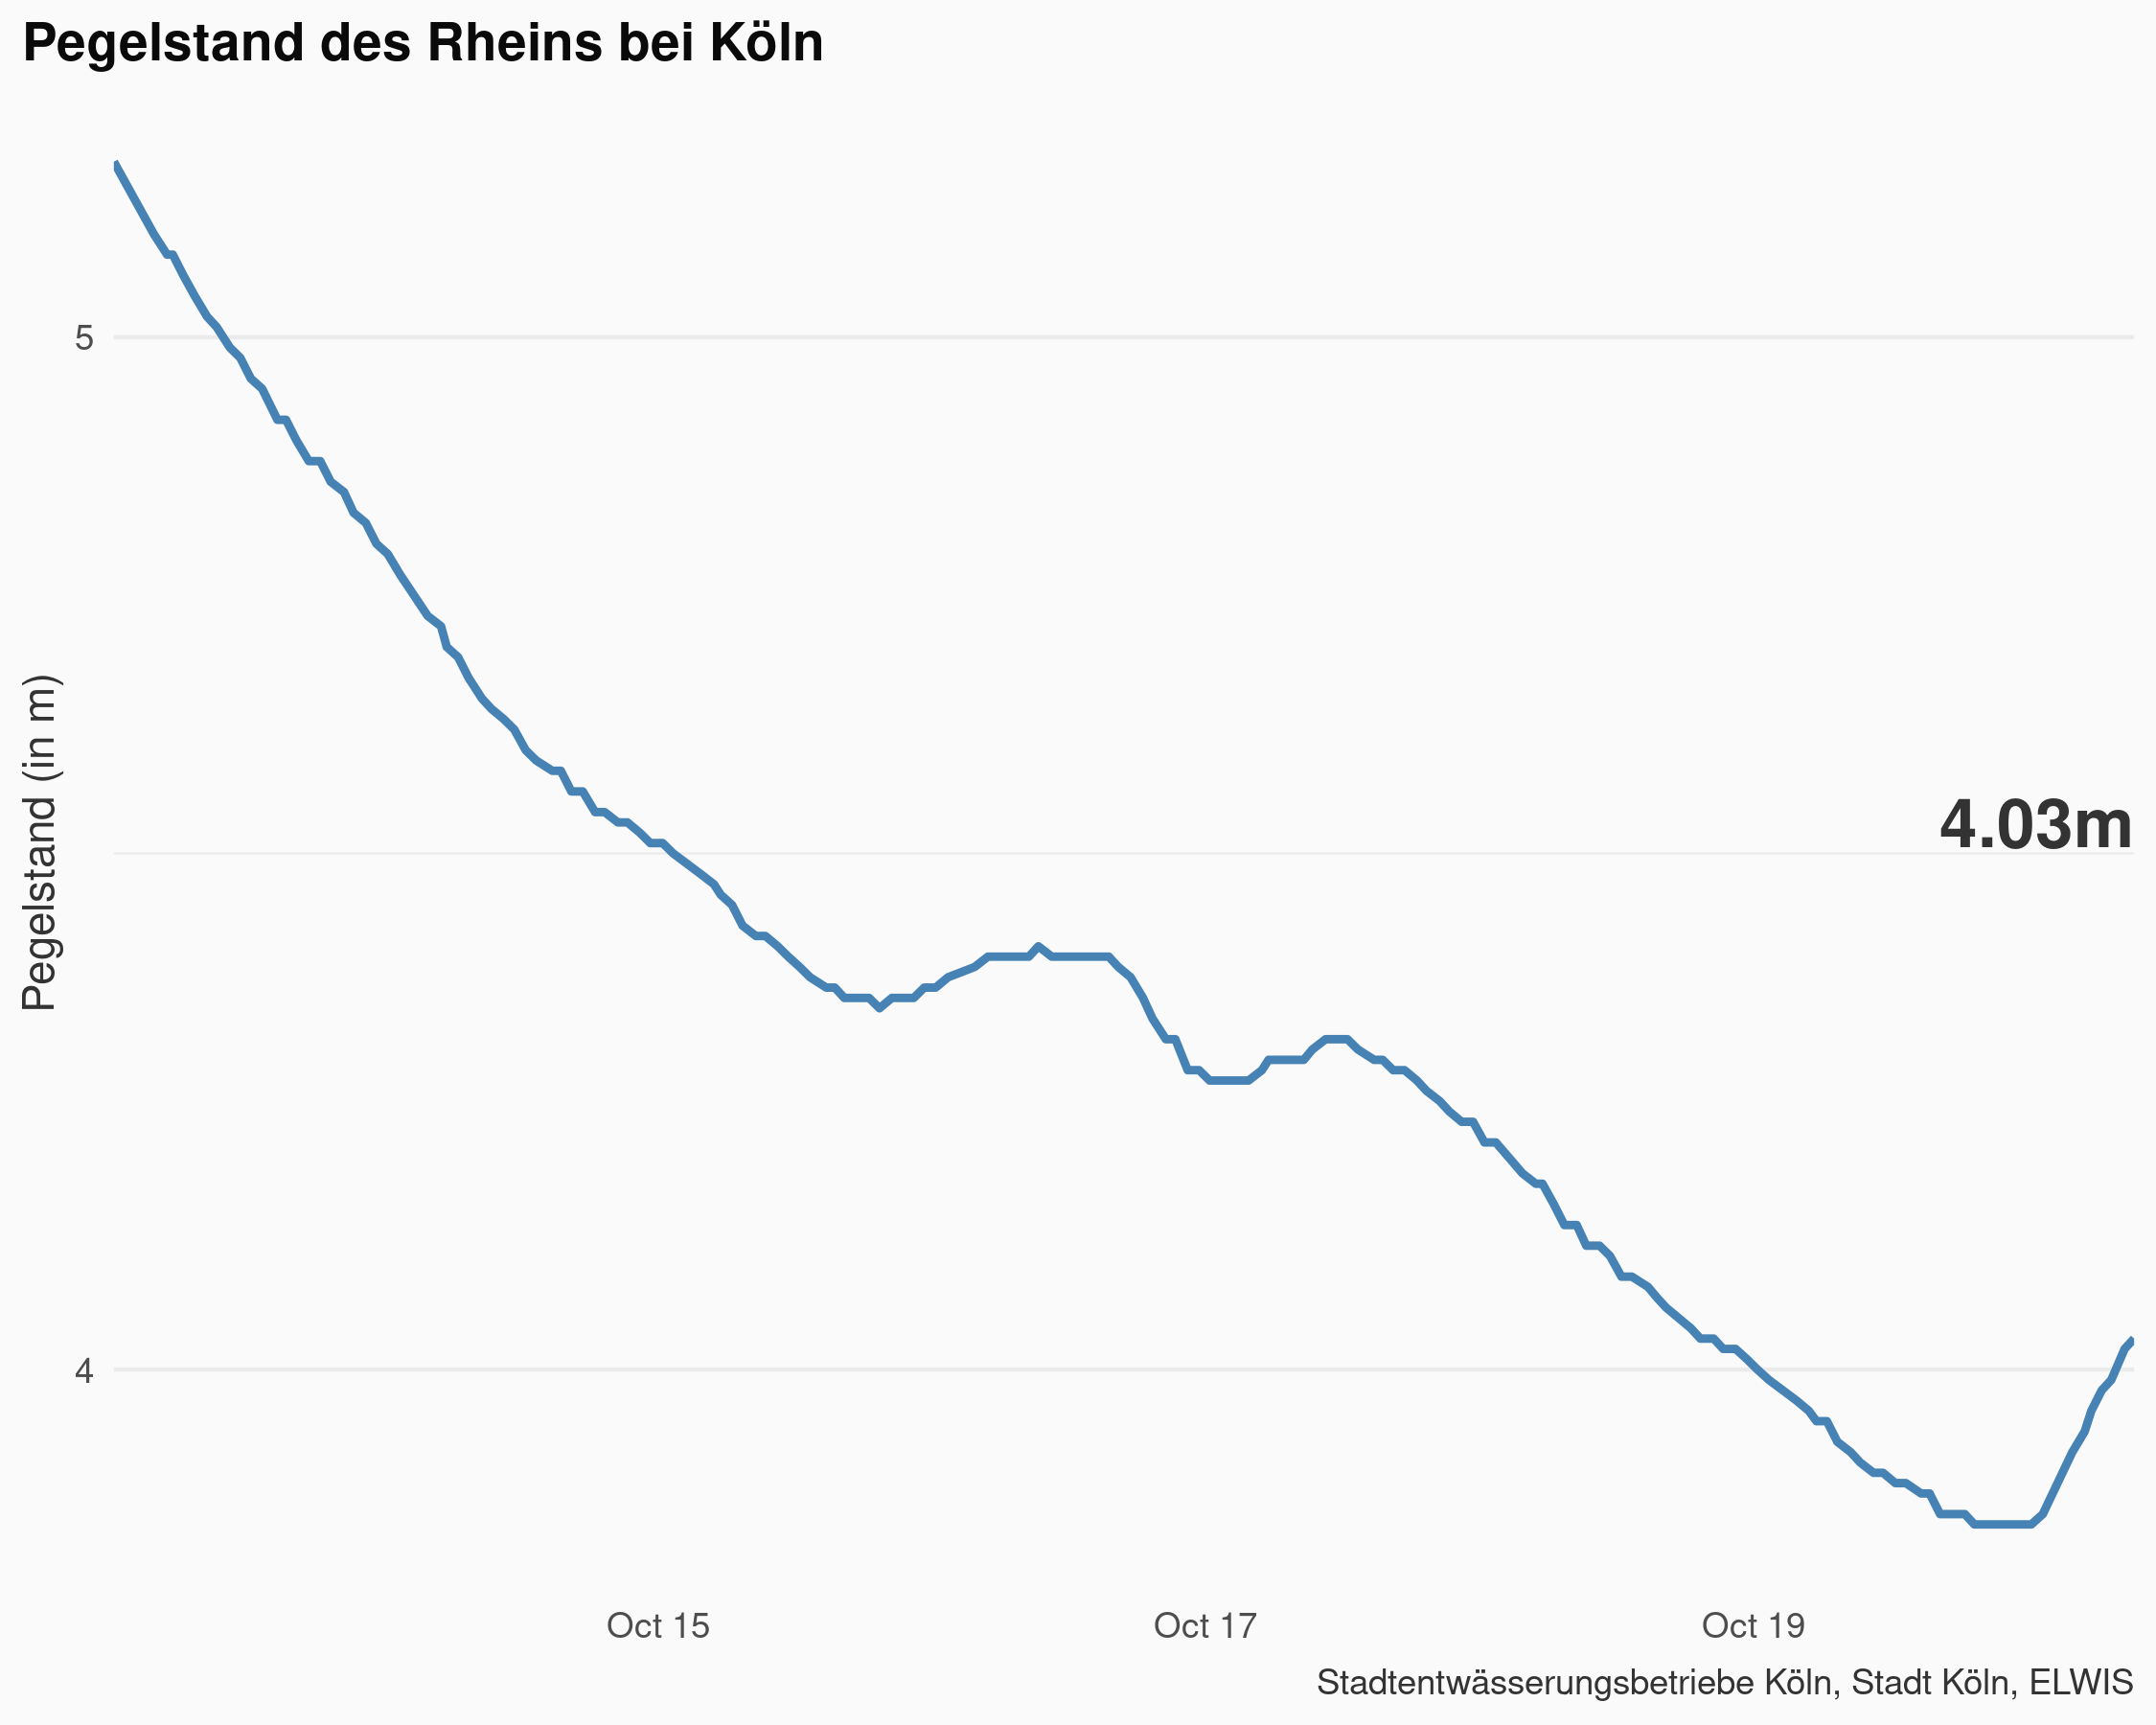 Pegelstand des Rheins bei Köln
Pegelstand (in m)
5
4.03m
4
Oct 15
Oct 17
Oct 19
Stadtentwässerungsbetriebe Köln, Stadt Köln, ELWIS